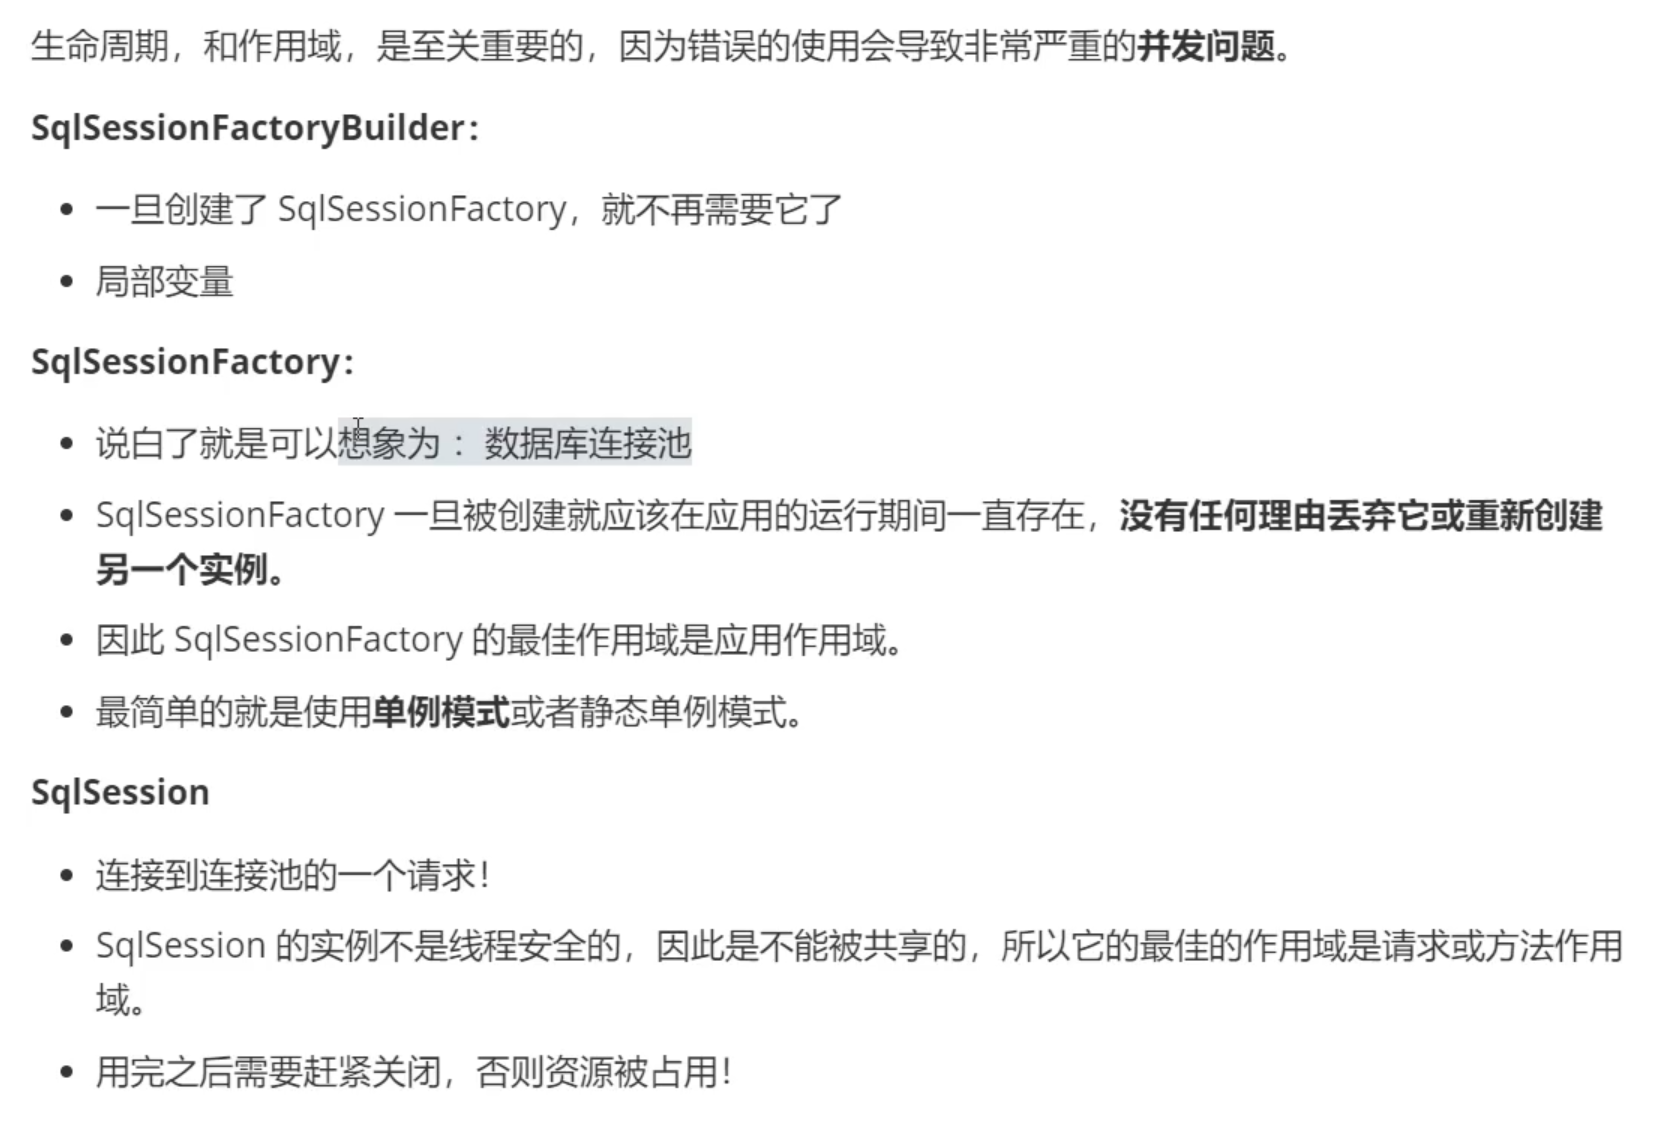 生命周期，和作用域，是至关重要的，因为错误的使用会导致非常严重的并发问题。
SqlSessionFactoryBuilder：
• 一旦创建了 SqlSessionFactory，就不再需要它了
• 局部变量
SqlSessionFactory：
• 说白了就是可以想象为 ：数据库连接池
• SqlSessionFactory 一旦被创建就应该在应用的运行期间一直存在，没有任何理由丢弃它或重新创建
另一个实例。
• 因此 SqlSessionFactory 的最佳作用域是应用作用域。
• 最简单的就是使用单例模式或者静态单例模式。
SqlSession
• 连接到连接池的一个请求！
• SqlSession 的实例不是线程安全的，因此是不能被共享的，所以它的最佳的作用域是请求或方法作用
域。
• 用完之后需要赶紧关闭，否则资源被占用！